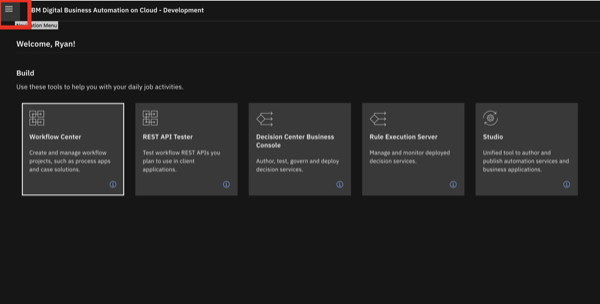 BM Digital Business Automation on Cloud - Development
Navigation Menu
Welcome, Ryan!
Build
Use these tools to help you with your daily job activities.
Workflow Center
Create and manage workflow
projects, such as process apps
and case solutions.
REST API Tester
Test workflow REST APIs you
plan to use in client
applications.
Decision Center Business
Console
Author, test, govern and deploy
decision services.
Rule Execution Server
Manage and monitor deployed
decision services.
Studio
Unified tool to author and
publish automation services and
business applications.